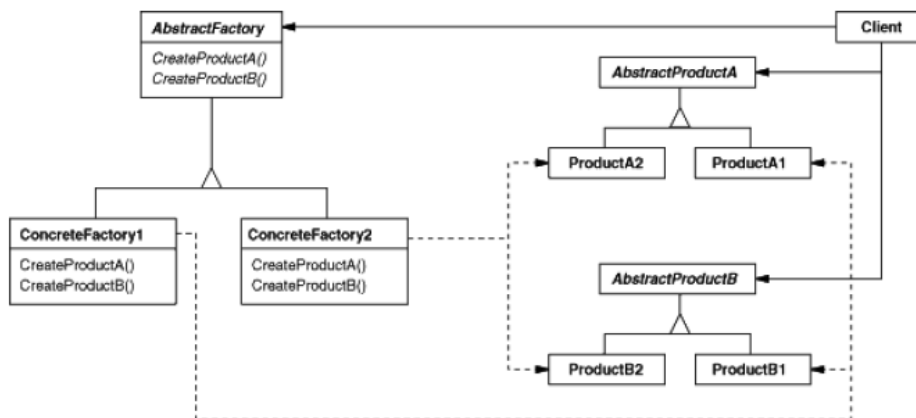 AbstractFactory
CreateProductA()
CreateProductB()
Client
AbstractProductA
ProductA2
ProductA1
ConcreteFactory1
CreateProductA()
CreateProductB()
ConcreteFactory2
CreateProductA()
CreateProductB()
AbstractProductB
ProductB2
ProductB1